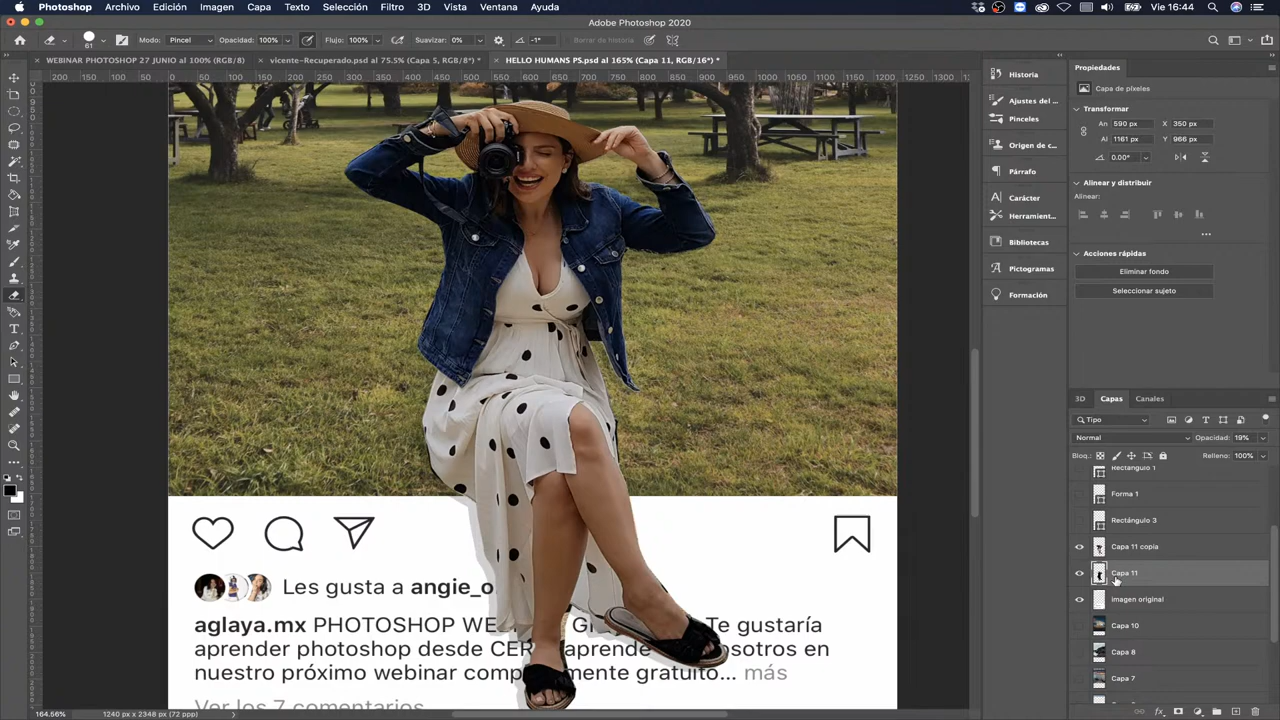 Photoshop Archivo Edición Imagen Capa Texto Selección Filtro 3D Vista Ventana Ayuda 100% Vie 16:44
Adobe Photoshop 2020
61 Modo: Pincel Opacidad: 100% Flujo: 100% Suavizar: 0% -1° Borrar de historia
WEBINAR PHOTOSHOP 27 JUNIO al 100% (RGB/8) vicente-Recuperado.psd al 75.5% (Capa 5, RGB/8*) * HELLO HUMANS PS.psd al 165% (Capa 11, RGB/16*) *
200 150 100 50 0 50 100 150 200 250 300 350 400 450 500 550 600 650 700 750 800 850 900 950 1000 1050 1100 1150 1200 1250 1300
Historia
Ajustes del ...
Pinceles
Origen de c...
Párrafo
Carácter
Herramient...
Bibliotecas
Pictogramas
Formación
Propiedades
Capa de píxeles
Transformar
An 590 px X 350 px
Al 1161 px Y 966 px
0.00°
Alinear y distribuir
Alinear:
Acciones rápidas
Eliminar fondo
Seleccionar sujeto
3D Capas Canales
Tipo
Normal Opacidad: 19%
Bloq.: Relleno: 100%
Rectángulo 1
Forma 1
Rectángulo 3
Capa 11 copia
Capa 11
imagen original
Capa 10
Capa 8
Capa 7
Les gusta a angie_o
aglaya.mx PHOTOSHOP Te gustaría
aprender photoshop desde
nuestro próximo webinar gratuito... más
Ver los 7 comentarios
164.56% 1240 px x 2348 px (72 ppp)